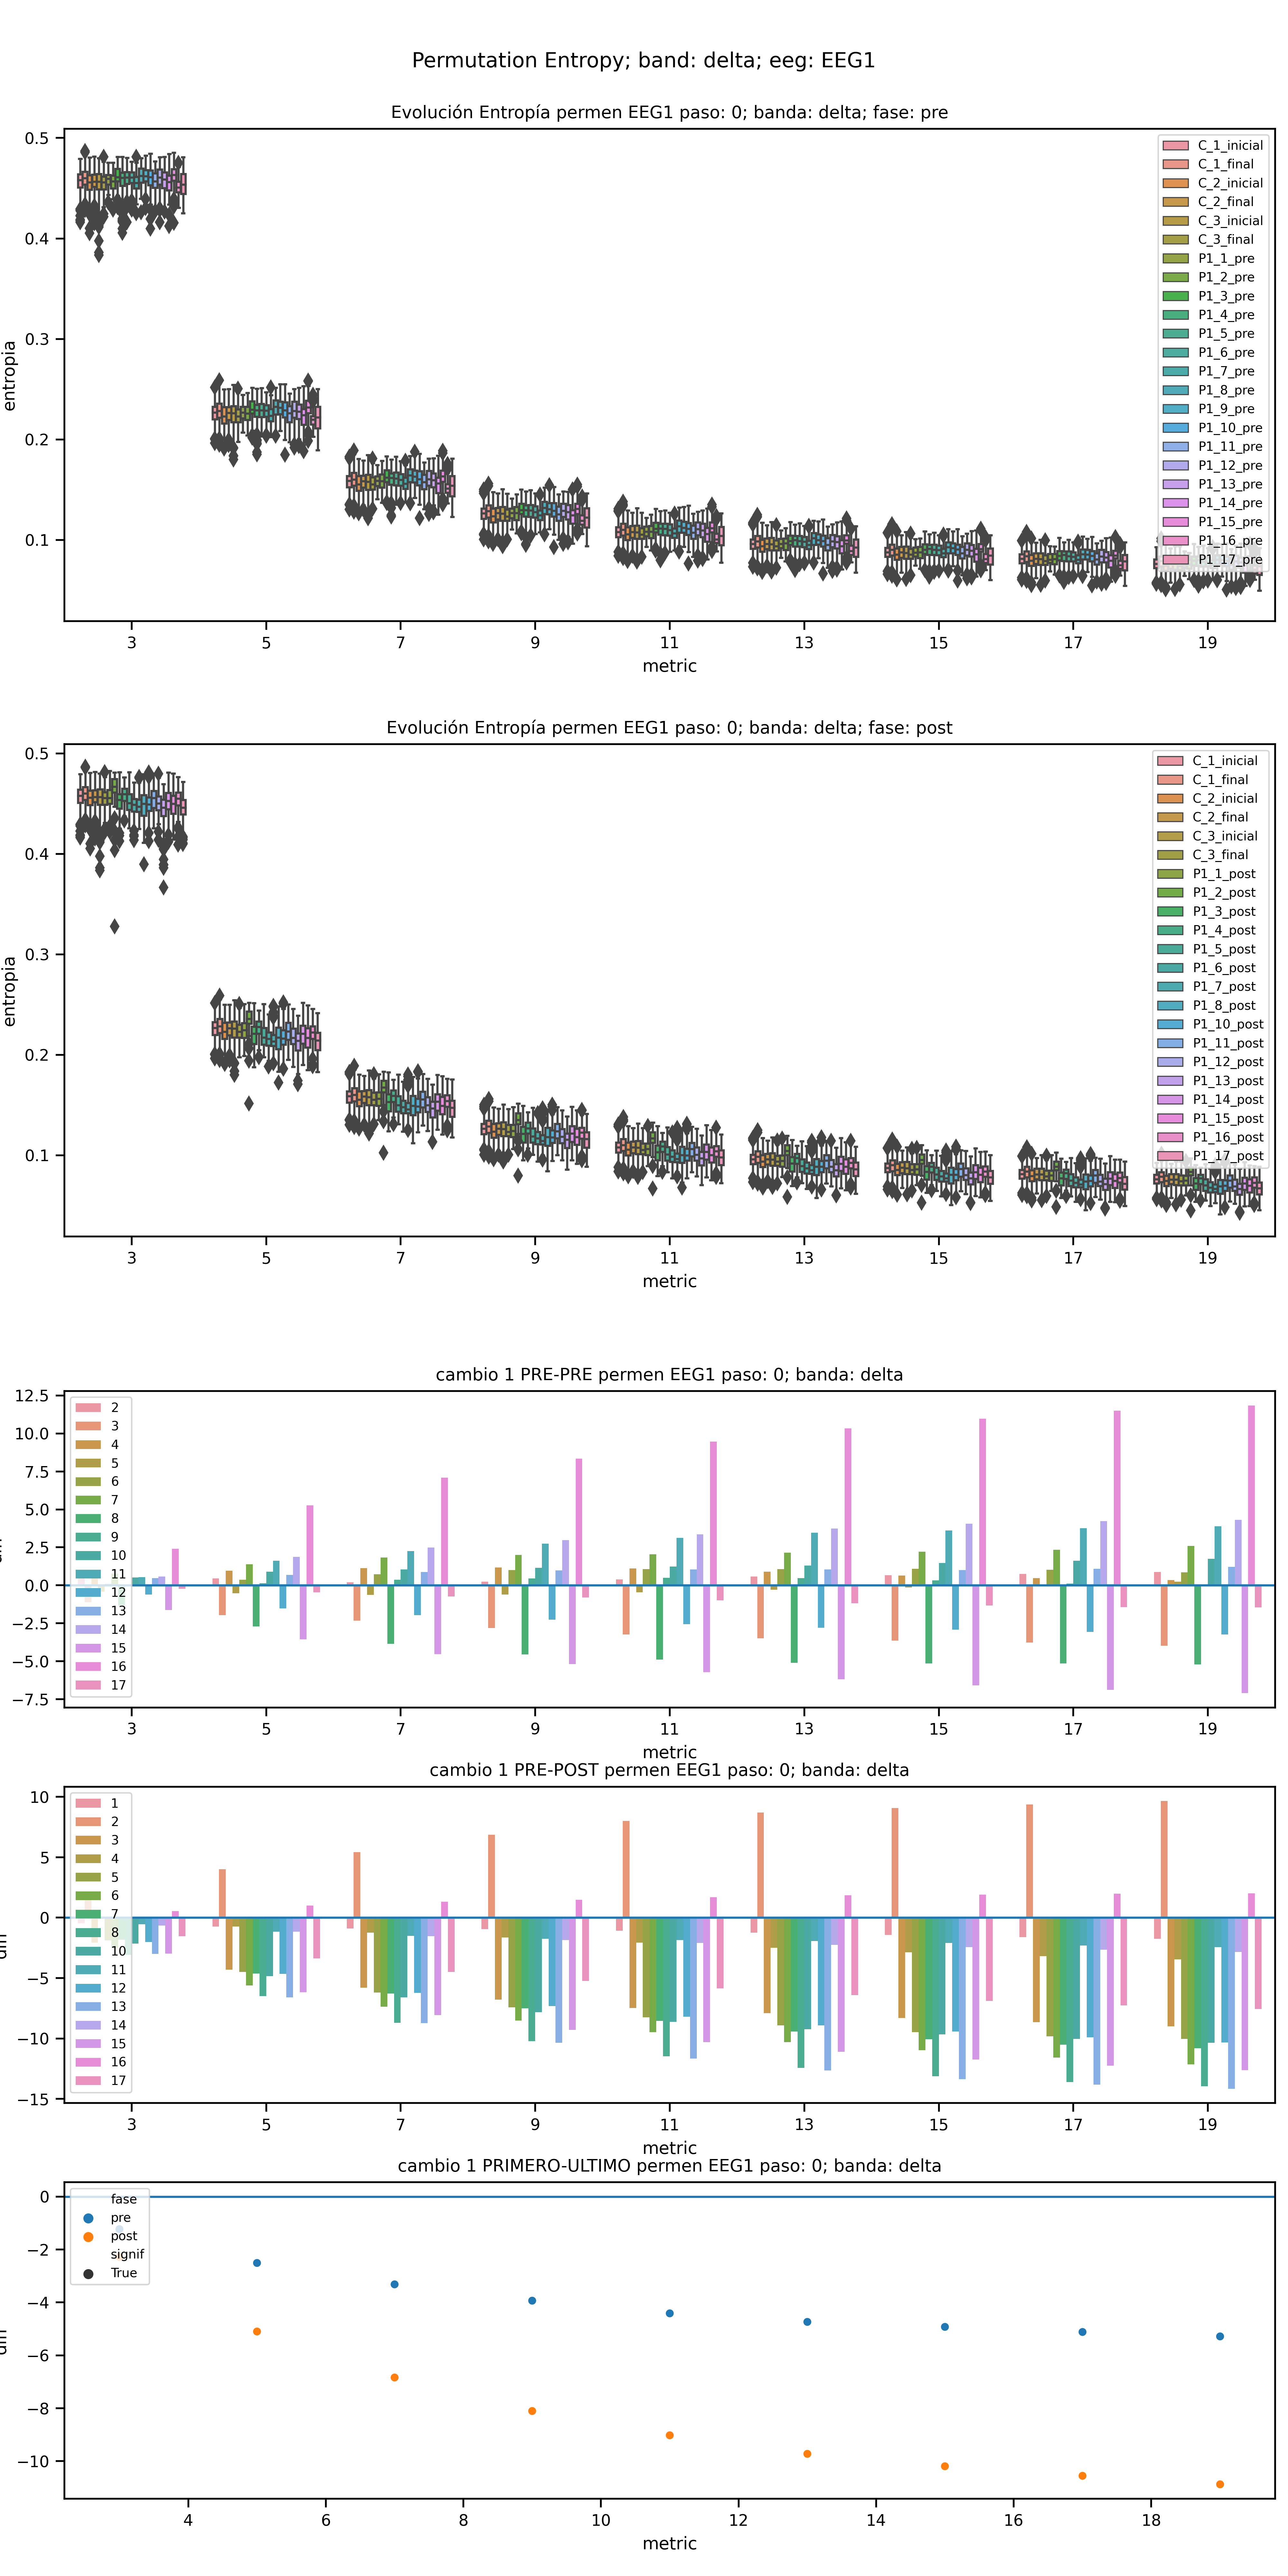 Permutation Entropy; band: delta; eeg: EEG1
Evolución Entropía permen EEG1 paso: 0; banda: delta; fase: pre
0.5
0.4
0.3
0.2
0.1
entropia
C_1_inicial
C_1_final
C_2_inicial
C_2_final
C_3_inicial
C_3_final
P1_1_pre
P1_2_pre
P1_3_pre
P1_4_pre
P1_5_pre
P1_6_pre
P1_7_pre
P1_8_pre
P1_9_pre
P1_10_pre
P1_11_pre
P1_12_pre
P1_13_pre
P1_14_pre
P1_15_pre
P1_16_pre
P1_17_pre
3 5 7 9 11 13 15 17 19
metric
Evolución Entropía permen EEG1 paso: 0; banda: delta; fase: post
0.5
0.4
0.3
0.2
0.1
entropia
C_1_inicial
C_1_final
C_2_inicial
C_2_final
C_3_inicial
C_3_final
P1_1_post
P1_2_post
P1_3_post
P1_4_post
P1_5_post
P1_6_post
P1_7_post
P1_8_post
P1_10_post
P1_11_post
P1_12_post
P1_13_post
P1_14_post
P1_15_post
P1_16_post
P1_17_post
3 5 7 9 11 13 15 17 19
metric
cambio 1 PRE-PRE permen EEG1 paso: 0; banda: delta
12.5
10.0
7.5
5.0
2.5
0.0
−2.5
−5.0
−7.5
2
3
4
5
6
7
8
9
10
11
12
13
14
15
16
17
3 5 7 9 11 13 15 17 19
metric
cambio 1 PRE-POST permen EEG1 paso: 0; banda: delta
10
5
0
−5
−10
−15
1
2
3
4
5
6
7
8
10
11
12
13
14
15
16
17
3 5 7 9 11 13 15 17 19
metric
cambio 1 PRIMERO-ULTIMO permen EEG1 paso: 0; banda: delta
0
−2
−4
−6
−8
−10
fase
pre
post
signif
True
4 6 8 10 12 14 16 18
metric